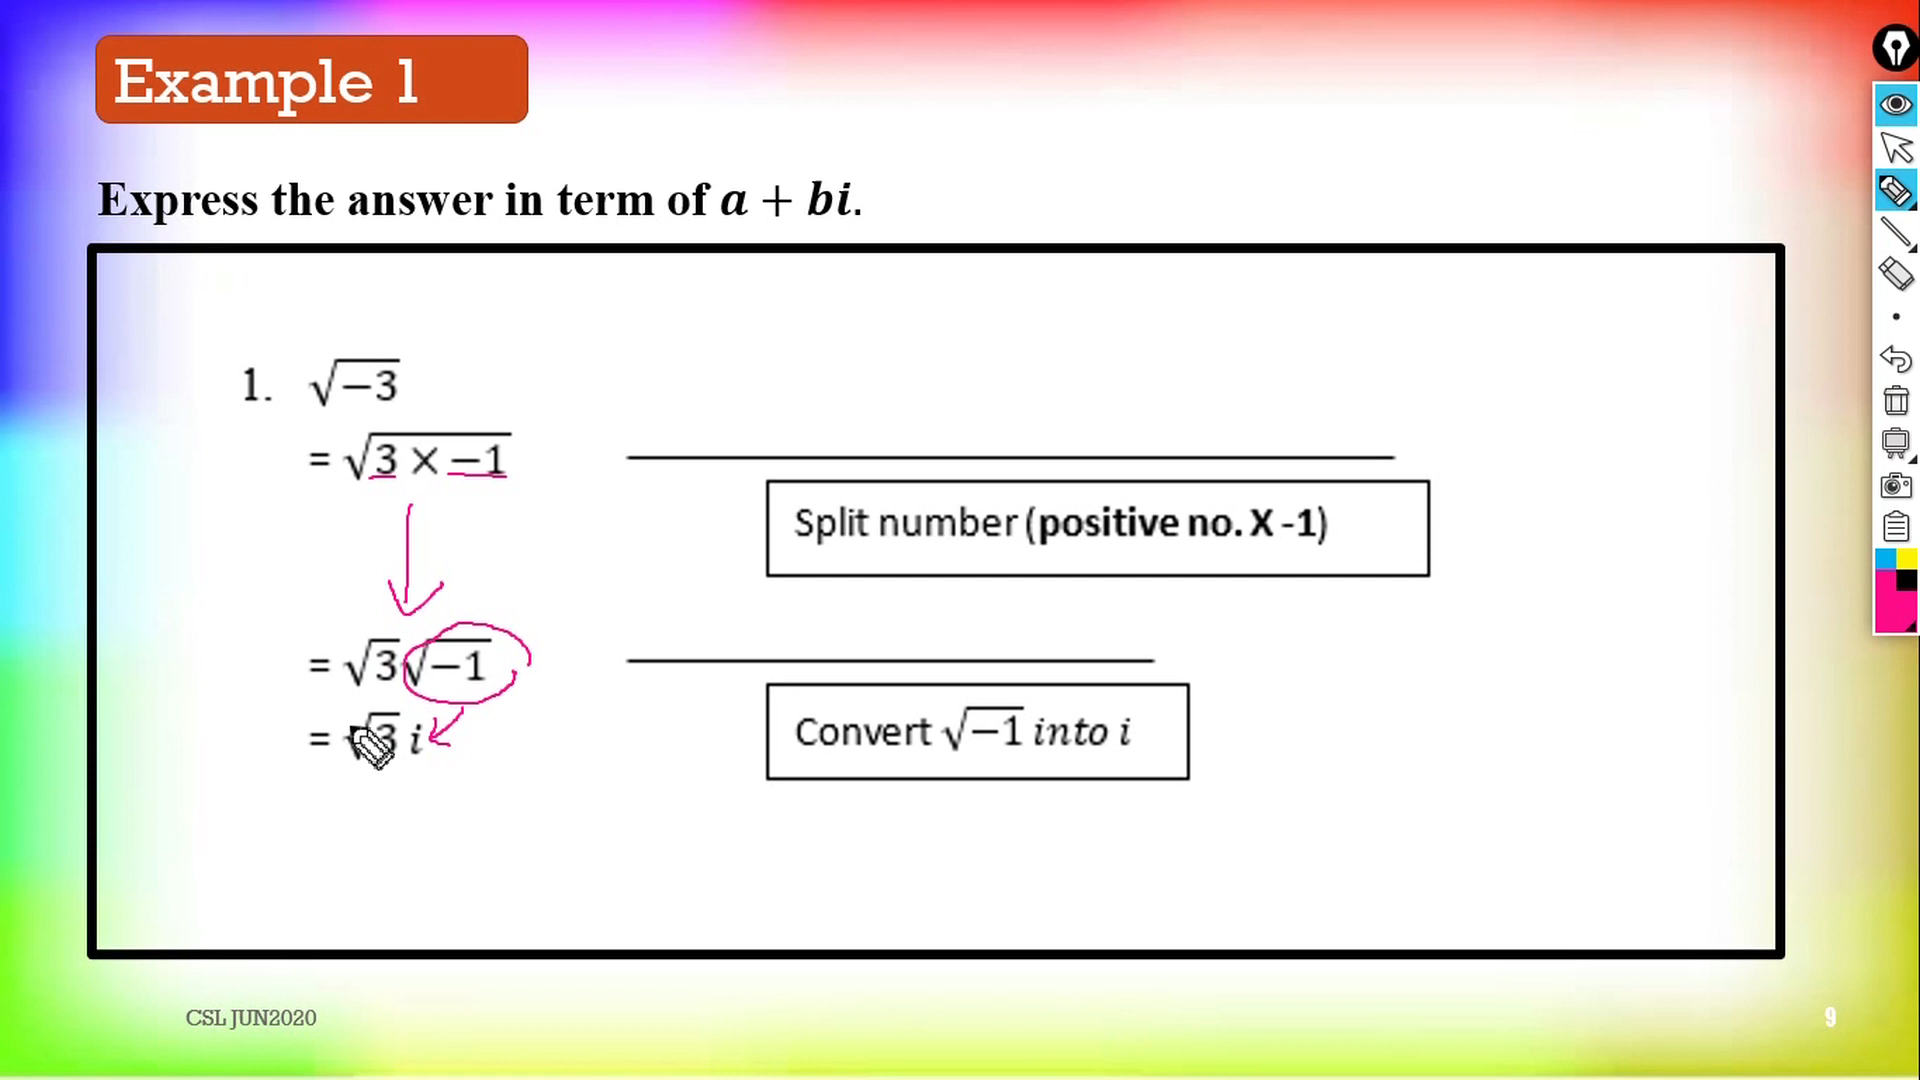 Example 1
Express the answer in term of a + bi.
1. √−3
= √3 × −1
Split number (positive no. X -1)
= √3√−1
= √3 i
Convert √−1 into i
CSL JUN2020
9